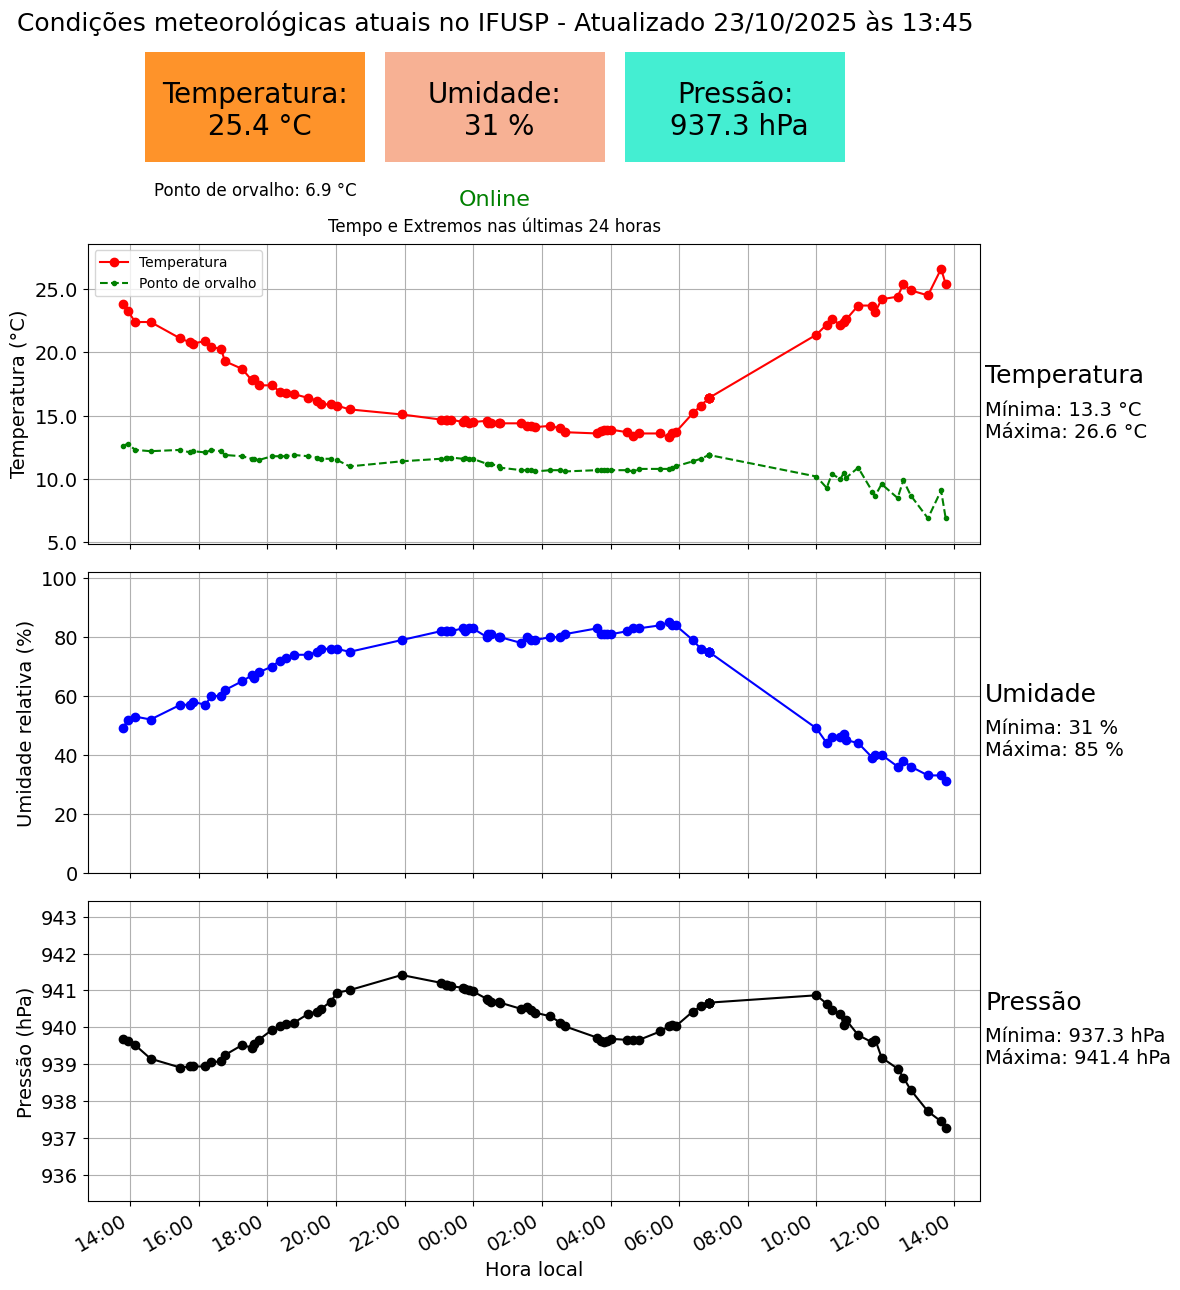 Condições meteorológicas atuais no IFUSP - Atualizado 23/10/2025 às 13:45
Temperatura:
25.4 °C
Umidade:
31 %
Pressão:
937.3 hPa
Ponto de orvalho: 6.9 °C
Online
Tempo e Extremos nas últimas 24 horas
Temperatura
Ponto de orvalho
Temperatura (°C)
25.0
20.0
15.0
10.0
5.0
Temperatura
Mínima: 13.3 °C
Máxima: 26.6 °C
Umidade relativa (%)
100
80
60
40
20
0
Umidade
Mínima: 31 %
Máxima: 85 %
Pressão (hPa)
943
942
941
940
939
938
937
936
Pressão
Mínima: 937.3 hPa
Máxima: 941.4 hPa
14:00 16:00 18:00 20:00 22:00 00:00 02:00 04:00 06:00 08:00 10:00 12:00 14:00
Hora local